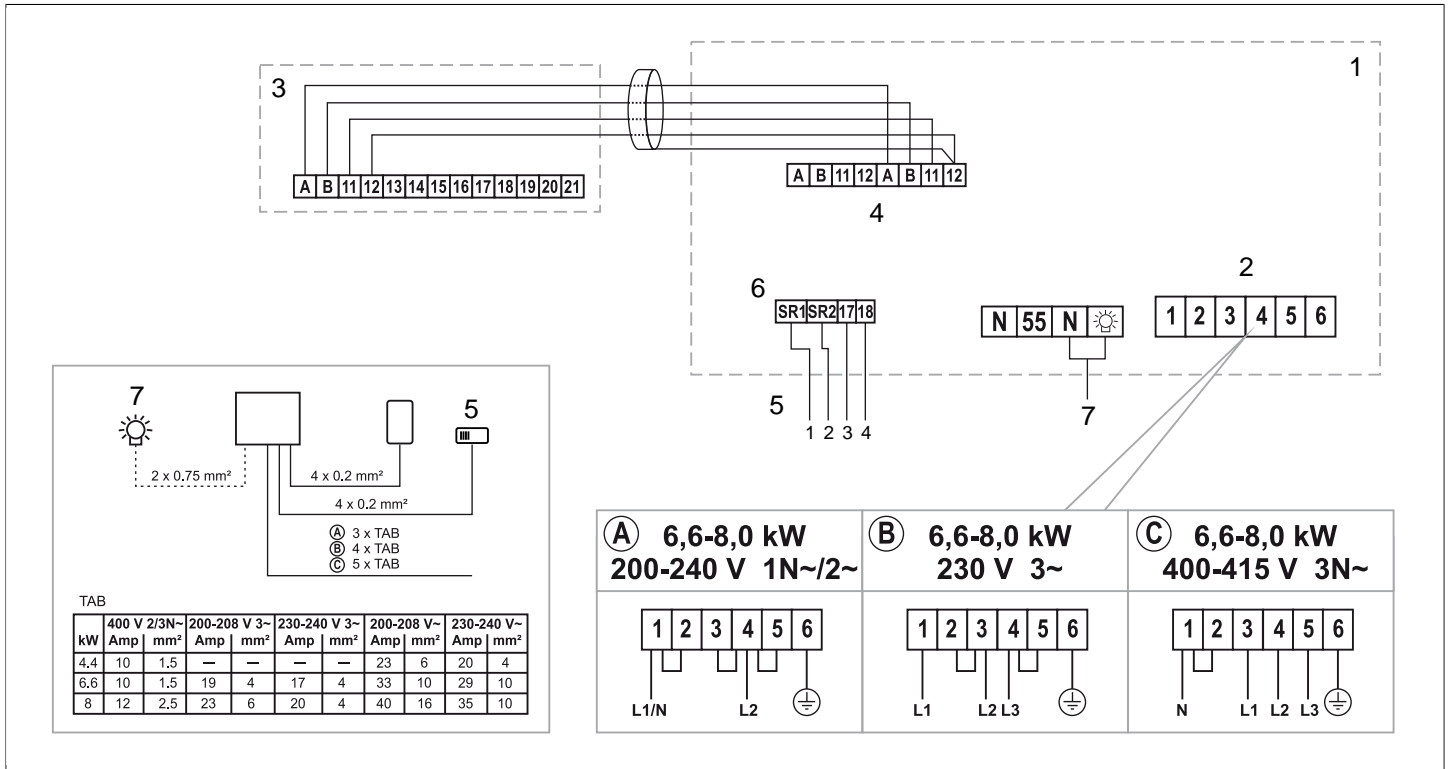 3
1
A B 11 12 13 14 15 16 17 18 19 20 21
A B 11 12 A B 11 12
4
2
1 2 3 4 5 6
6
SR1 SR2 17 18
N 55 N
5
1 2 3 4
7
7
5
2 x 0.75 mm²
4 x 0.2 mm²
4 x 0.2 mm²
A 3 x TAB
B 4 x TAB
C 5 x TAB
TAB
kW 400 V 2/3N~ 200-208 V 3~ 230-240 V 3~ 200-208 V~ 230-240 V~
Amp mm² Amp mm² Amp mm² Amp mm² Amp mm²
4.4 10 1.5 — — — — 23 6 20 4
6.6 10 1.5 19 4 17 4 33 10 29 10
8 12 2.5 23 6 20 4 40 16 35 10
A 6,6-8,0 kW
200-240 V 1N~/2~
1 2 3 4 5 6
L1/N L2
B 6,6-8,0 kW
230 V 3~
1 2 3 4 5 6
L1 L2 L3
C 6,6-8,0 kW
400-415 V 3N~
1 2 3 4 5 6
N L1 L2 L3